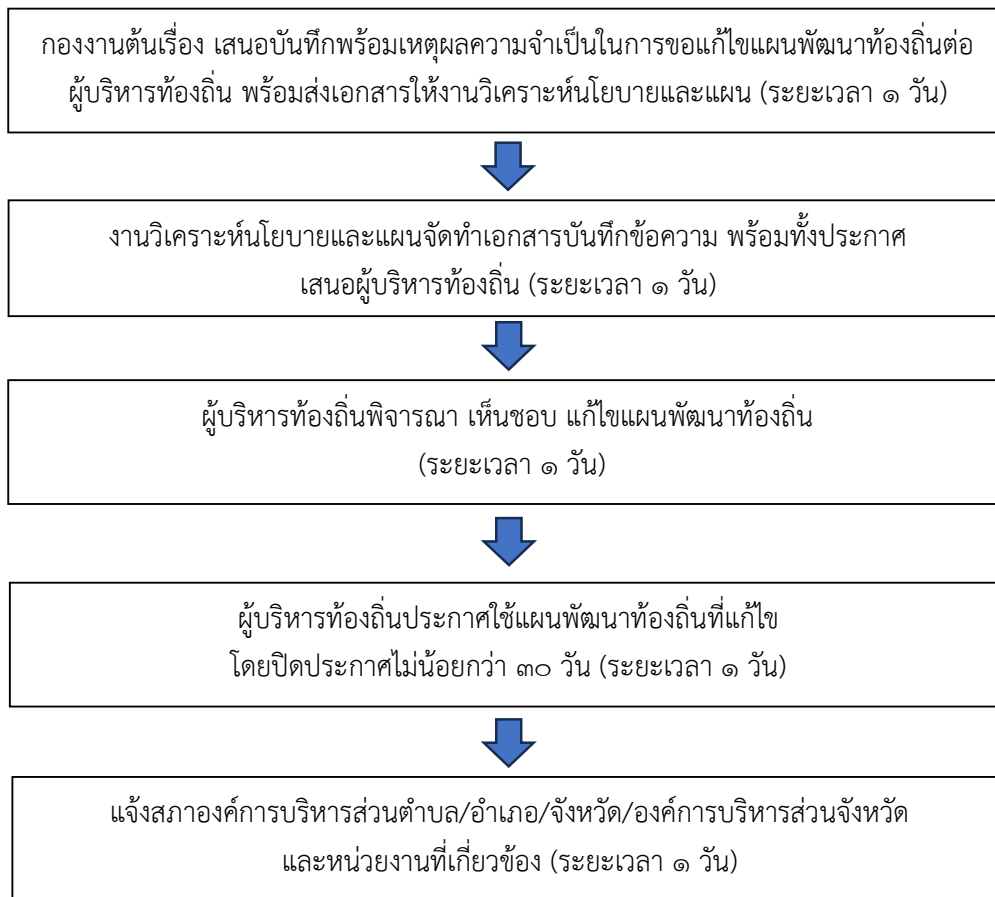 กองงานต้นเรื่อง เสนอบันทึกพร้อมเหตุผลความจำเป็นในการขอแก้ไขแผนพัฒนาท้องถิ่นต่อ
ผู้บริหารท้องถิ่น พร้อมส่งเอกสารให้งานวิเคราะห์นโยบายและแผน (ระยะเวลา ๑ วัน)
งานวิเคราะห์นโยบายและแผนจัดทำเอกสารบันทึกข้อความ พร้อมทั้งประกาศ
เสนอผู้บริหารท้องถิ่น (ระยะเวลา ๑ วัน)
ผู้บริหารท้องถิ่นพิจารณา เห็นชอบ แก้ไขแผนพัฒนาท้องถิ่น
(ระยะเวลา ๑ วัน)
ผู้บริหารท้องถิ่นประกาศใช้แผนพัฒนาท้องถิ่นที่แก้ไข
โดยปิดประกาศไม่น้อยกว่า ๓๐ วัน (ระยะเวลา ๑ วัน)
แจ้งสภาองค์การบริหารส่วนตำบล/อำเภอ/จังหวัด/องค์การบริหารส่วนจังหวัด
และหน่วยงานที่เกี่ยวข้อง (ระยะเวลา ๑ วัน)